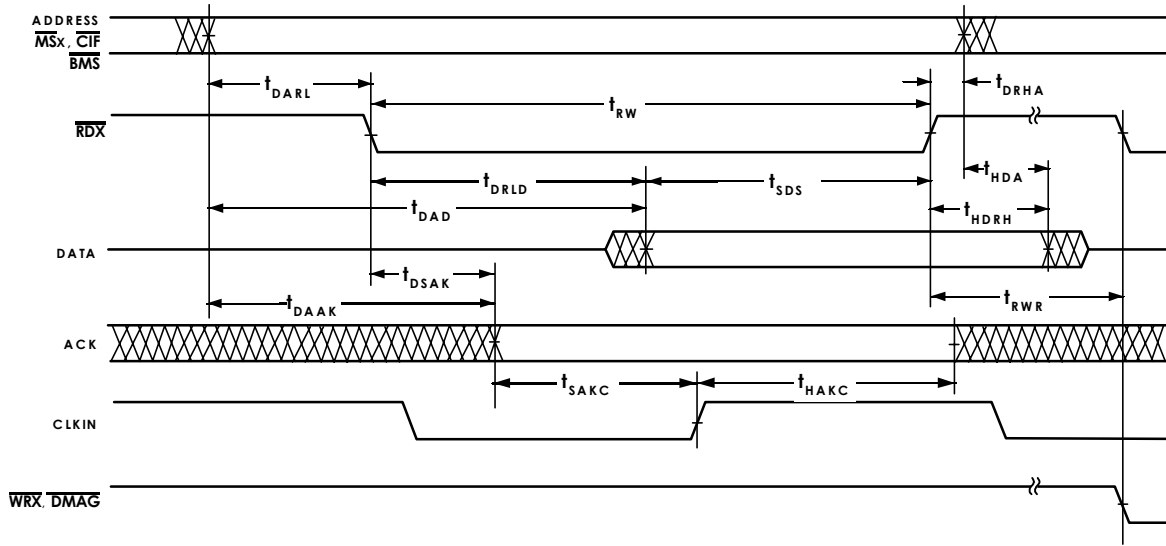 ADDRESS
MSx, CIF
BMS
tDARL
tDRHA
tRW
RDX
tHDA
tDRLD
tSDS
tDAD
tHDRH
DATA
tDSAK
tDAAK
tRWR
ACK
tSAKC
tHAKC
CLKIN
WRX, DMAG